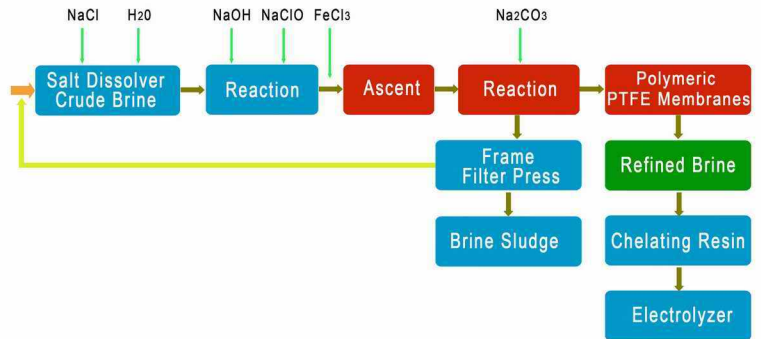 NaCl H20 NaOH NaClO FeCl3 Na2CO3
Salt Dissolver
Crude Brine
Reaction
Ascent
Reaction
Polymeric
PTFE Membranes
Frame
Filter Press
Refined Brine
Brine Sludge
Chelating Resin
Electrolyzer